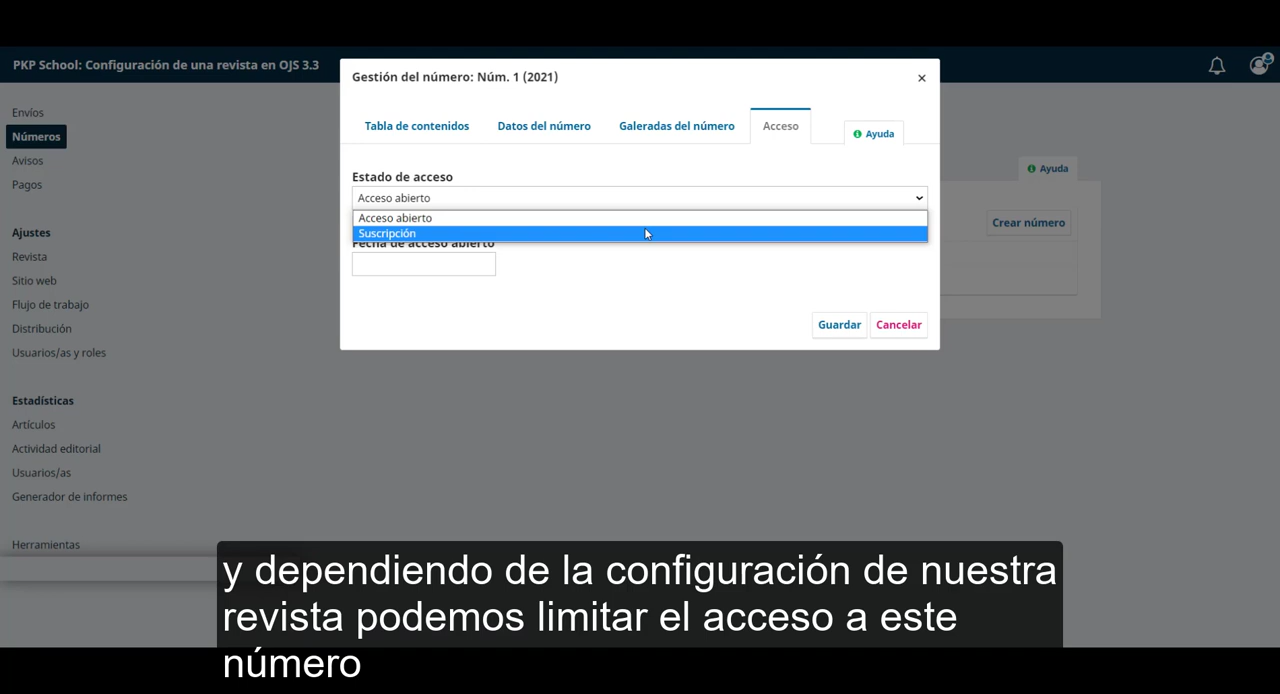 PKP School: Configuración de una revista en OJS 3.3
Envíos
Números
Avisos
Pagos
Ajustes
Revista
Sitio web
Flujo de trabajo
Distribución
Usuarios/as y roles
Estadísticas
Artículos
Actividad editorial
Usuarios/as
Generador de informes
Herramientas
Gestión del número: Núm. 1 (2021)
×
Tabla de contenidos
Datos del número
Galeradas del número
Acceso
Ayuda
Estado de acceso
Acceso abierto
Acceso abierto
Suscripción
Fecha de acceso abierto
Guardar
Cancelar
Ayuda
Crear número
y dependiendo de la configuración de nuestra
revista podemos limitar el acceso a este
número